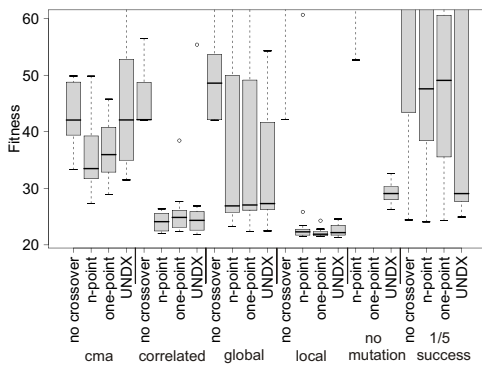 60
50
40
30
20
Fitness
no crossover
n-point
one-point
UNDX
no crossover
n-point
one-point
UNDX
no crossover
n-point
one-point
UNDX
no crossover
n-point
one-point
UNDX
n-point
one-point
UNDX
no crossover
n-point
one-point
UNDX
cma
correlated
global
local
no
mutation
1/5
success